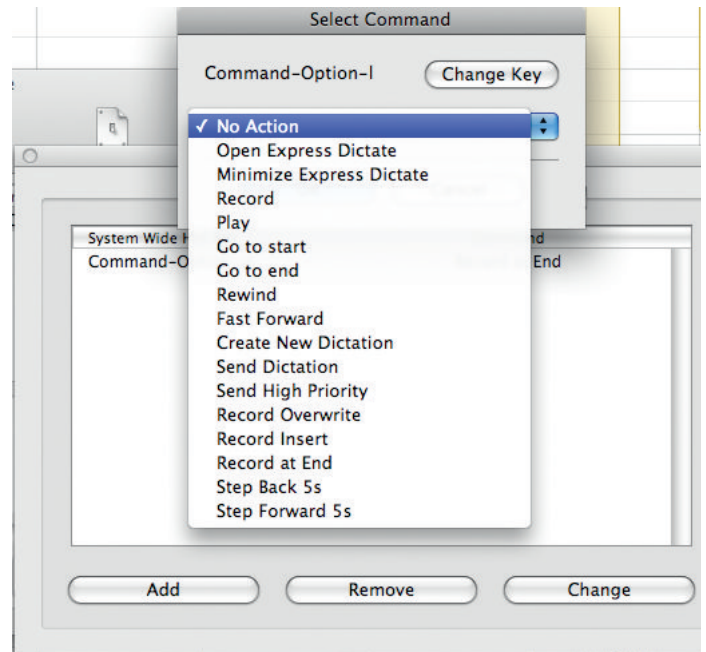 Select Command
Command-Option-I
Change Key
✓ No Action
Open Express Dictate
Minimize Express Dictate
Record
Play
Go to start
Go to end
Rewind
Fast Forward
Create New Dictation
Send Dictation
Send High Priority
Record Overwrite
Record Insert
Record at End
Step Back 5s
Step Forward 5s
System Wide H
nd
Command-O
End
Add
Remove
Change